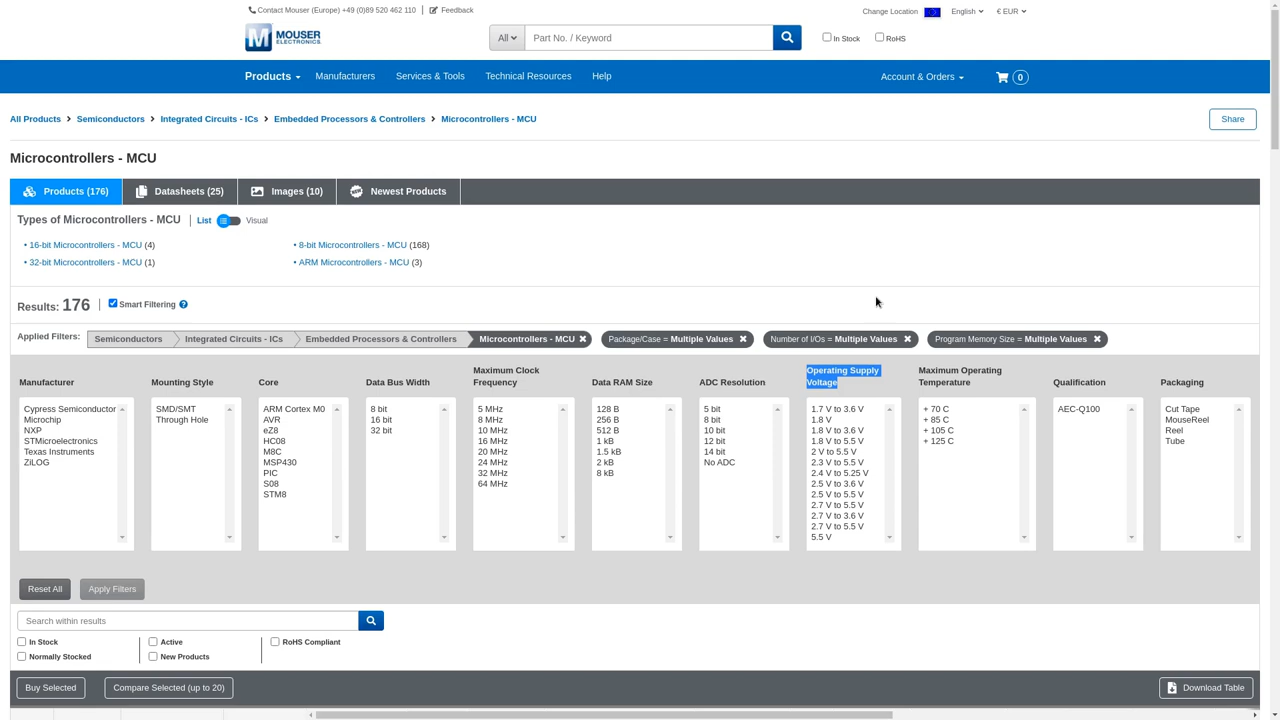 Contact Mouser (Europe) +49 (0)89 520 462 110 | Feedback
Change Location English € EUR
MOUSER
ELECTRONICS
All Part No. / Keyword
In Stock RoHS
Products Manufacturers Services & Tools Technical Resources Help Account & Orders 0
All Products Semiconductors Integrated Circuits - ICs Embedded Processors & Controllers Microcontrollers - MCU
Share
Microcontrollers - MCU
Products (176) Datasheets (25) Images (10) Newest Products
Types of Microcontrollers - MCU | List Visual
• 16-bit Microcontrollers - MCU (4)
• 8-bit Microcontrollers - MCU (168)
• 32-bit Microcontrollers - MCU (1)
• ARM Microcontrollers - MCU (3)
Results: 176 | Smart Filtering ?
Applied Filters: Semiconductors Integrated Circuits - ICs Embedded Processors & Controllers Microcontrollers - MCU Package/Case = Multiple Values Number of I/Os = Multiple Values Program Memory Size = Multiple Values
Manufacturer
Cypress Semiconductor
Microchip
NXP
STMicroelectronics
Texas Instruments
ZiLOG
Mounting Style
SMD/SMT
Through Hole
Core
ARM Cortex M0
AVR
eZ8
HC08
M8C
MSP430
PIC
S08
STM8
Data Bus Width
8 bit
16 bit
32 bit
Maximum Clock
Frequency
5 MHz
8 MHz
10 MHz
16 MHz
20 MHz
24 MHz
32 MHz
64 MHz
Data RAM Size
128 B
256 B
512 B
1 kB
1.5 kB
2 kB
8 kB
ADC Resolution
5 bit
8 bit
10 bit
12 bit
14 bit
No ADC
Operating Supply
Voltage
1.7 V to 3.6 V
1.8 V
1.8 V to 3.6 V
1.8 V to 5.5 V
2 V to 5.5 V
2.3 V to 5.5 V
2.4 V to 5.25 V
2.5 V to 3.6 V
2.5 V to 5.5 V
2.7 V to 5.5 V
2.7 V to 3.6 V
2.7 V to 5.5 V
5.5 V
Maximum Operating
Temperature
+ 70 C
+ 85 C
+ 105 C
+ 125 C
Qualification
AEC-Q100
Packaging
Cut Tape
MouseReel
Reel
Tube
Reset All Apply Filters
Search within results
In Stock Active RoHS Compliant
Normally Stocked New Products
Buy Selected Compare Selected (up to 20) Download Table